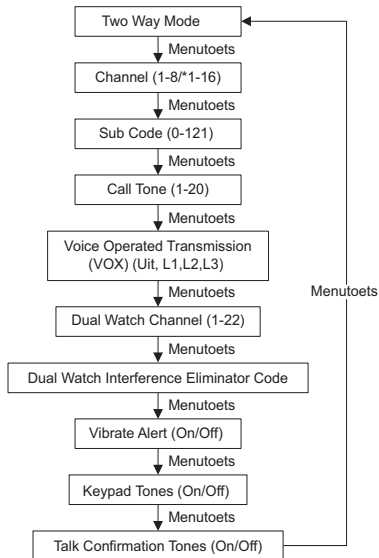 Two Way Mode
Menutoets
Channel (1-8/*1-16)
Menutoets
Sub Code (0-121)
Menutoets
Call Tone (1-20)
Menutoets
Voice Operated Transmission
(VOX) (Uit, L1,L2,L3)
Menutoets
Dual Watch Channel (1-22)
Menutoets
Dual Watch Interference Eliminator Code
Menutoets
Vibrate Alert (On/Off)
Menutoets
Keypad Tones (On/Off)
Menutoets
Talk Confirmation Tones (On/Off)
Menutoets